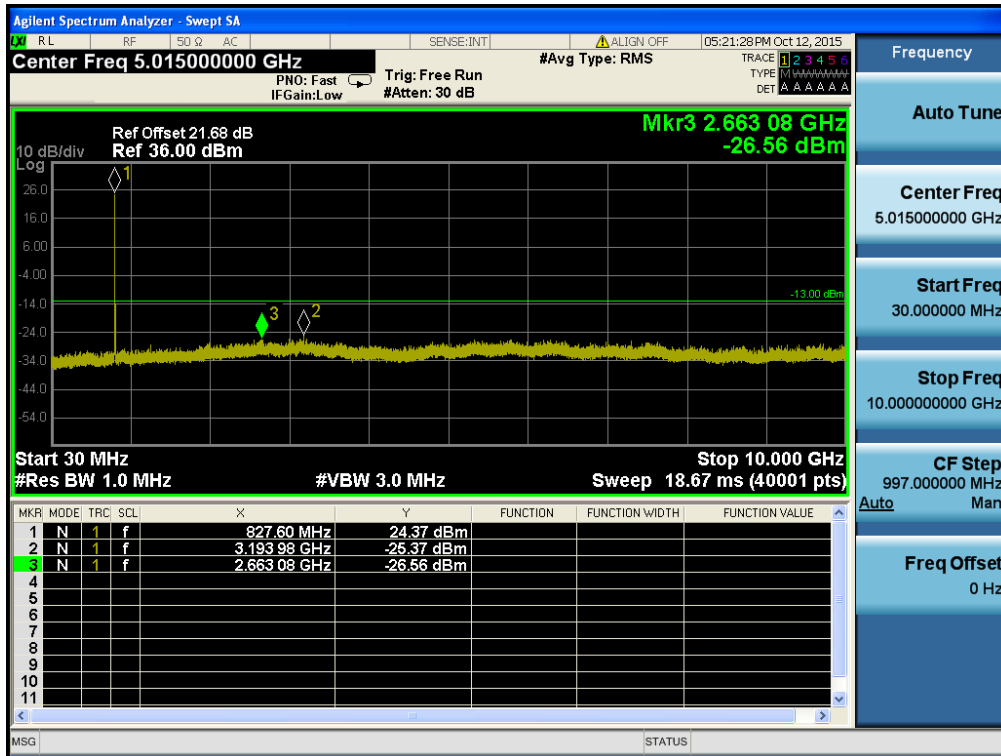 Agilent Spectrum Analyzer - Swept SA
LXI RL RF 50 Ω AC SENSE:INT ALIGN OFF 05:21:28 PM Oct 12, 2015
Center Freq 5.015000000 GHz
PNO: Fast
IFGain:Low
Trig: Free Run
#Atten: 30 dB
#Avg Type: RMS
TRACE 1 2 3 4 5 6
TYPE M W W W W W
DET A A A A A A
Ref Offset 21.68 dB
Ref 36.00 dBm
10 dB/div
Log
Mkr3 2.663 08 GHz
-26.56 dBm
1
26.0
16.0
6.00
-4.00
-13.00 dBm
-14.0
3
2
-24.0
-34.0
-44.0
-54.0
Start 30 MHz
Stop 10.000 GHz
#Res BW 1.0 MHz
#VBW 3.0 MHz
Sweep 18.67 ms (40001 pts)
MKR MODE TRC SCL X Y FUNCTION FUNCTION WIDTH FUNCTION VALUE
1 N 1 f 827.60 MHz 24.37 dBm
2 N 1 f 3.193 98 GHz -25.37 dBm
3 N 1 f 2.663 08 GHz -26.56 dBm
4
5
6
7
8
9
10
11
MSG
STATUS
Frequency
Auto Tune
Center Freq
5.015000000 GHz
Start Freq
30.000000 MHz
Stop Freq
10.000000000 GHz
CF Step
997.000000 MHz
Auto Man
Freq Offset
0 Hz